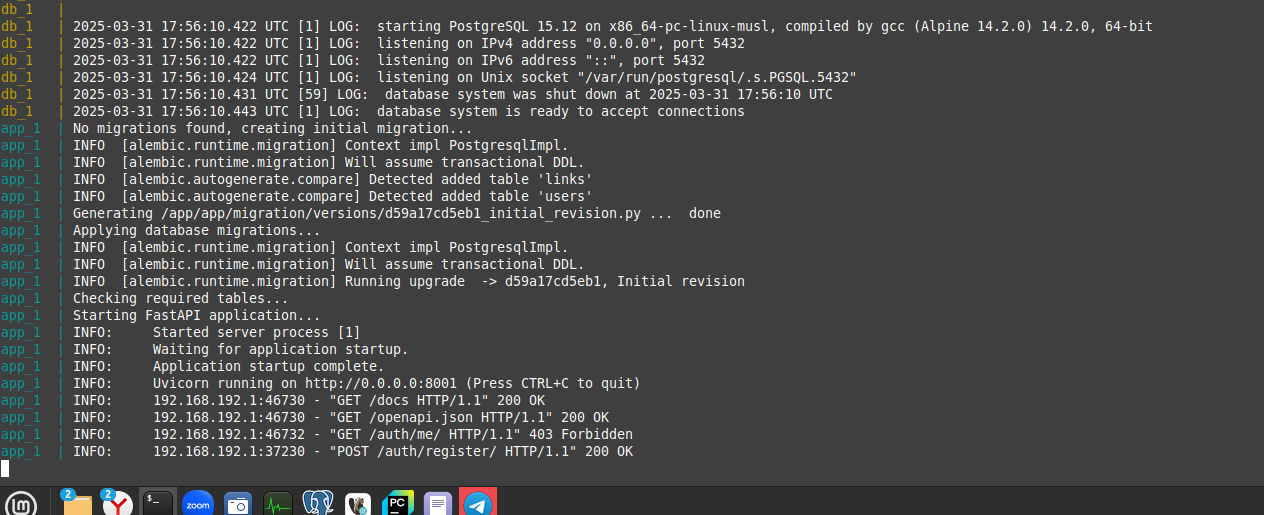 db_1   |
db_1   | 2025-03-31 17:56:10.422 UTC [1] LOG:  starting PostgreSQL 15.12 on x86_64-pc-linux-musl, compiled by gcc (Alpine 14.2.0) 14.2.0, 64-bit
db_1   | 2025-03-31 17:56:10.422 UTC [1] LOG:  listening on IPv4 address "0.0.0.0", port 5432
db_1   | 2025-03-31 17:56:10.422 UTC [1] LOG:  listening on IPv6 address "::", port 5432
db_1   | 2025-03-31 17:56:10.424 UTC [1] LOG:  listening on Unix socket "/var/run/postgresql/.s.PGSQL.5432"
db_1   | 2025-03-31 17:56:10.431 UTC [59] LOG:  database system was shut down at 2025-03-31 17:56:10 UTC
db_1   | 2025-03-31 17:56:10.443 UTC [1] LOG:  database system is ready to accept connections
app_1  | No migrations found, creating initial migration...
app_1  | INFO  [alembic.runtime.migration] Context impl PostgresqlImpl.
app_1  | INFO  [alembic.runtime.migration] Will assume transactional DDL.
app_1  | INFO  [alembic.autogenerate.compare] Detected added table 'links'
app_1  | INFO  [alembic.autogenerate.compare] Detected added table 'users'
app_1  | Generating /app/app/migration/versions/d59a17cd5eb1_initial_revision.py ...  done
app_1  | Applying database migrations...
app_1  | INFO  [alembic.runtime.migration] Context impl PostgresqlImpl.
app_1  | INFO  [alembic.runtime.migration] Will assume transactional DDL.
app_1  | INFO  [alembic.runtime.migration] Running upgrade  -> d59a17cd5eb1, Initial revision
app_1  | Checking required tables...
app_1  | Starting FastAPI application...
app_1  | INFO:     Started server process [1]
app_1  | INFO:     Waiting for application startup.
app_1  | INFO:     Application startup complete.
app_1  | INFO:     Uvicorn running on http://0.0.0.0:8001 (Press CTRL+C to quit)
app_1  | INFO:     192.168.192.1:46730 - "GET /docs HTTP/1.1" 200 OK
app_1  | INFO:     192.168.192.1:46730 - "GET /openapi.json HTTP/1.1" 200 OK
app_1  | INFO:     192.168.192.1:46732 - "GET /auth/me/ HTTP/1.1" 403 Forbidden
app_1  | INFO:     192.168.192.1:37230 - "POST /auth/register/ HTTP/1.1" 200 OK
2 2 $_ zoom PC